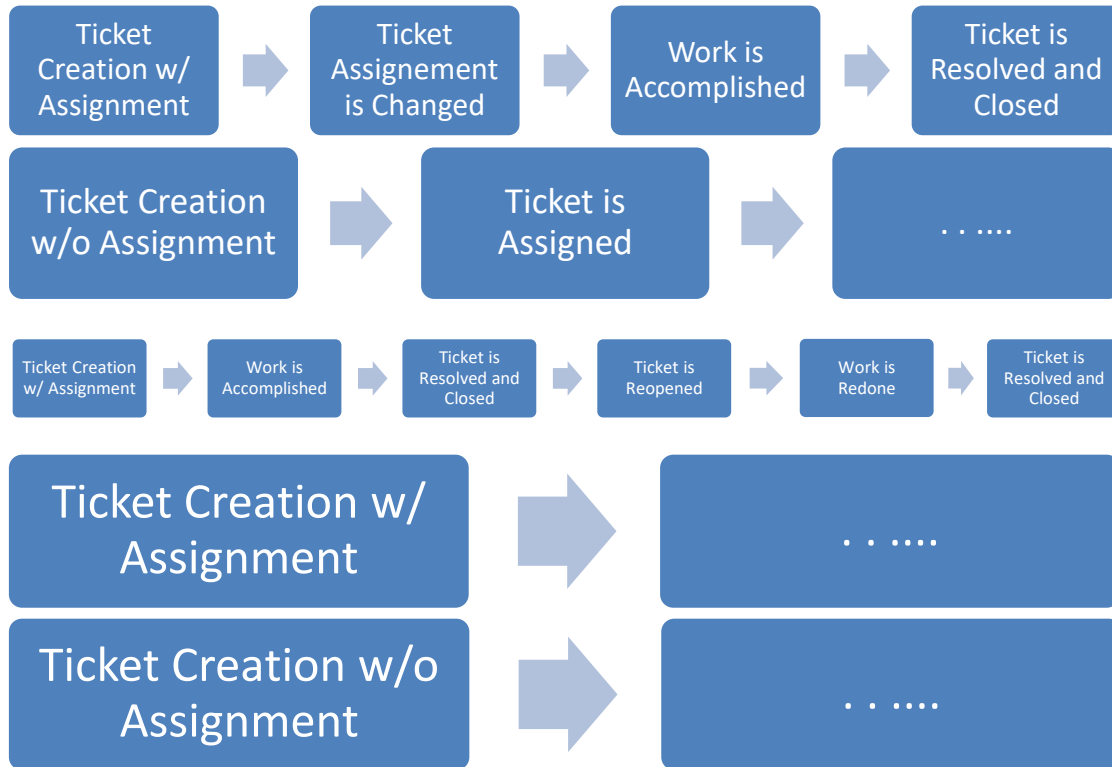 Ticket
Creation w/
Assignment
Ticket
Assignement
is Changed
Work is
Accomplished
Ticket is
Resolved and
Closed
Ticket Creation
w/o Assignment
Ticket is
Assigned
. . ....
Ticket Creation
w/ Assignment
Work is
Accomplished
Ticket is
Resolved and
Closed
Ticket is
Reopened
Work is
Redone
Ticket is
Resolved and
Closed
Ticket Creation w/
Assignment
. . ....
Ticket Creation w/o
Assignment
. . ....